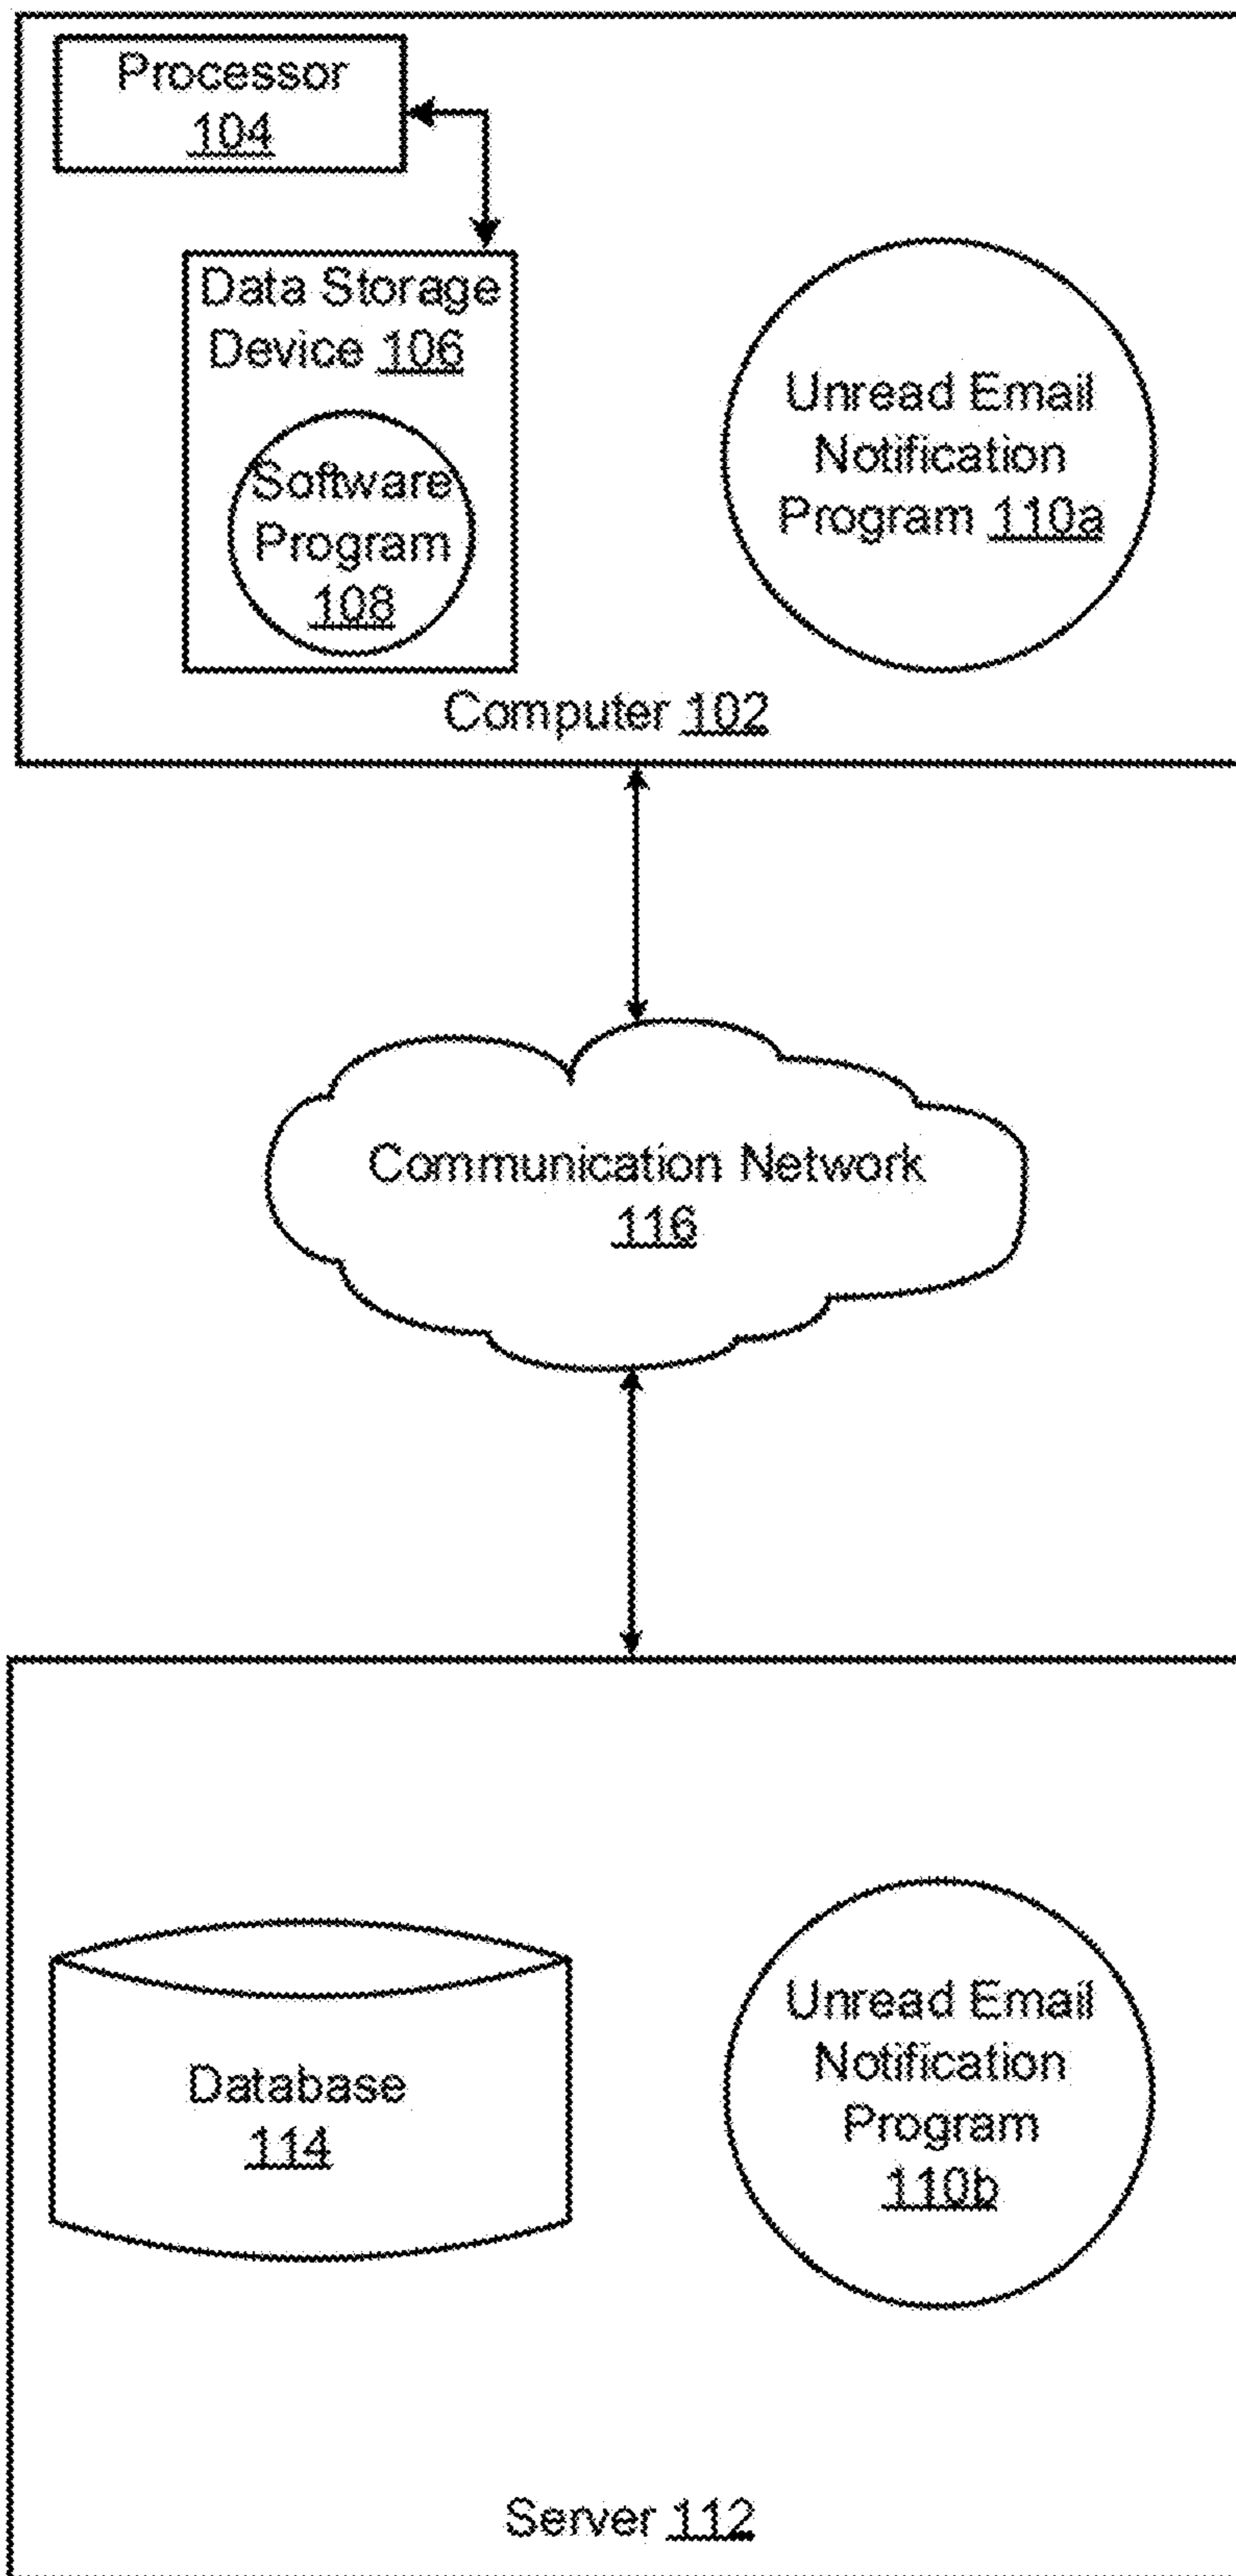 Processor
104
Data Storage
Device 106
Software
Program
108
Unread Email
Notification
Program 110a
Computer 102
Communication Network
116
Database
114
Unread Email
Notification
Program
110b
Server 112